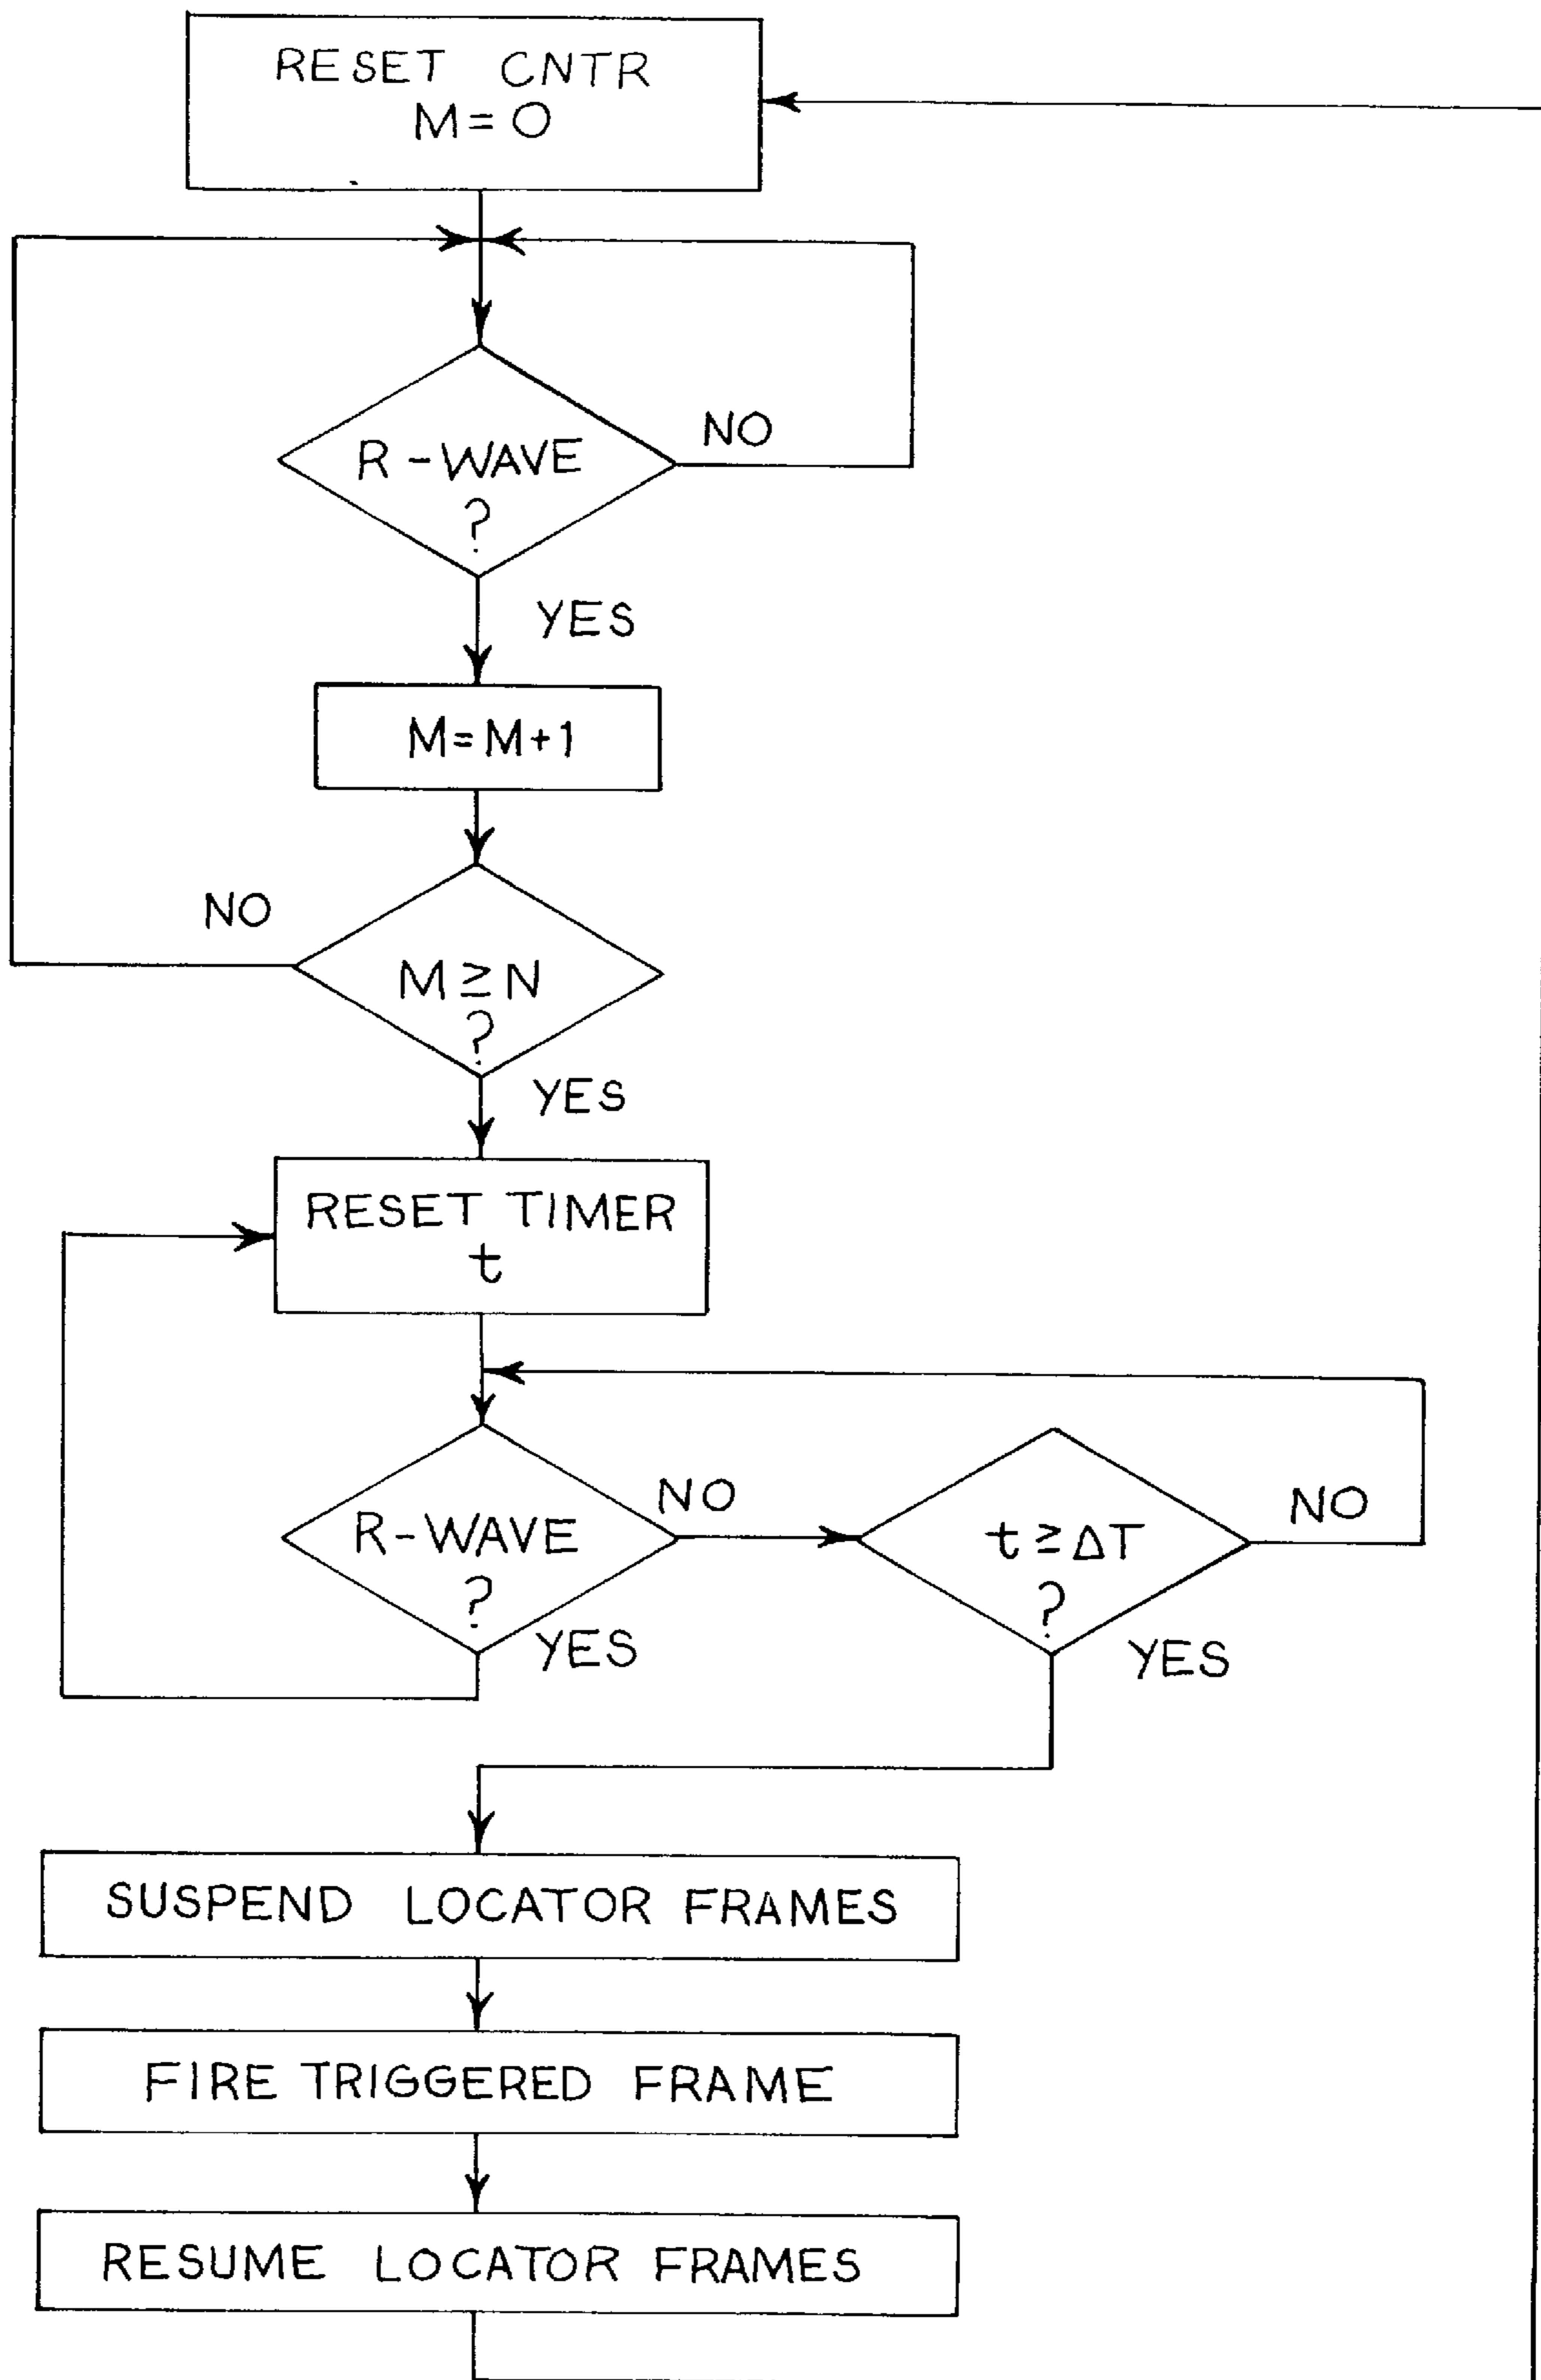 RESET CNTR
M=0
R-WAVE
?
NO
YES
M=M+1
NO
M≧N
?
YES
RESET TIMER
t
R-WAVE
?
NO
YES
t≥ΔT
?
NO
YES
SUSPEND LOCATOR FRAMES
FIRE TRIGGERED FRAME
RESUME LOCATOR FRAMES